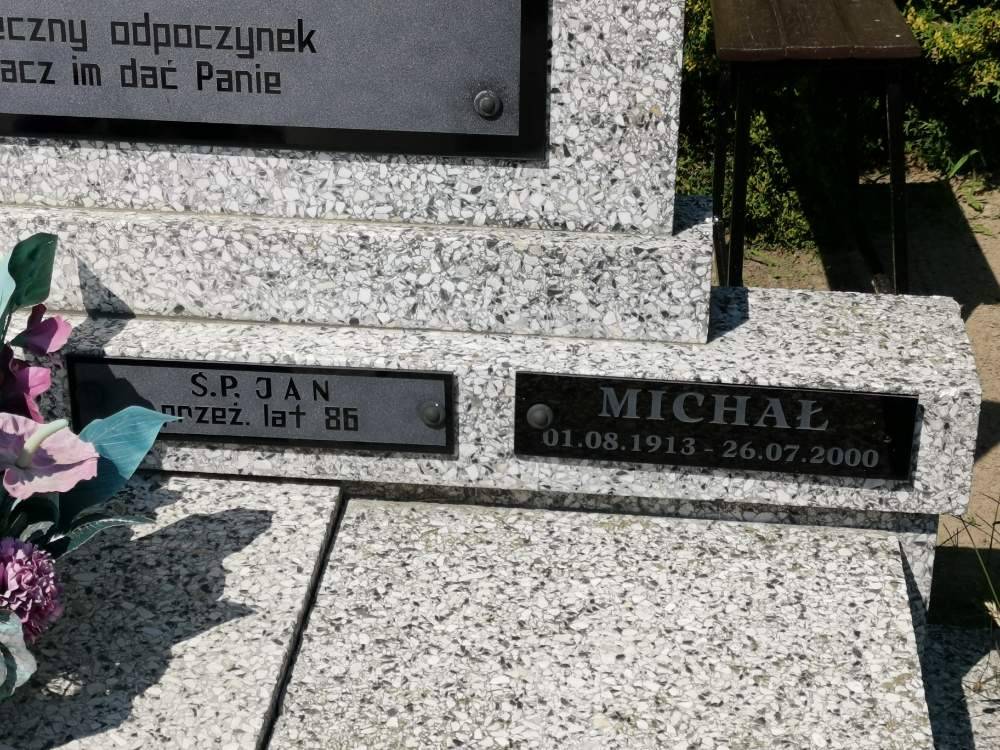 eczny odpoczynek
acz im dać Panie
Ś.P. JAN
przeż. lat 86
MICHAŁ
01.08.1913 - 26.07.2000